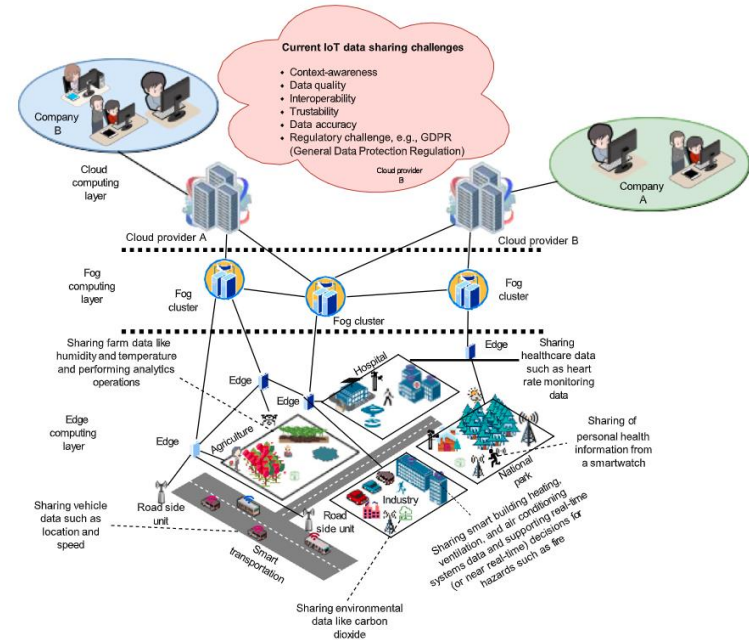 Current IoT data sharing challenges
• Context-awareness
• Data quality
• Interoperability
• Trustability
• Data accuracy
• Regulatory challenge, e.g., GDPR
(General Data Protection Regulation)
Cloud provider
B
Company
B
Company
A
Cloud
computing
layer
Cloud provider A
Cloud provider B
Fog
computing
layer
Fog
cluster
Fog cluster
Fog
cluster
Sharing farm data like
humidity and temperature
and performing analytics
operations
Edge
Sharing
healthcare data
such as heart
rate monitoring
data
Hospital
Edge
Edge
Edge
computing
layer
Edge
Agriculture
Sharing of
personal health
information from
a smartwatch
National
park
Industry
Road side
unit
Road
side unit
Sharing vehicle
data such as
location and
speed
Smart
transportation
Sharing smart building heating,
ventilation, and air conditioning
systems data and supporting real-time
(or near real-time) decisions for
hazards such as fire
Sharing environmental
data like carbon
dioxide